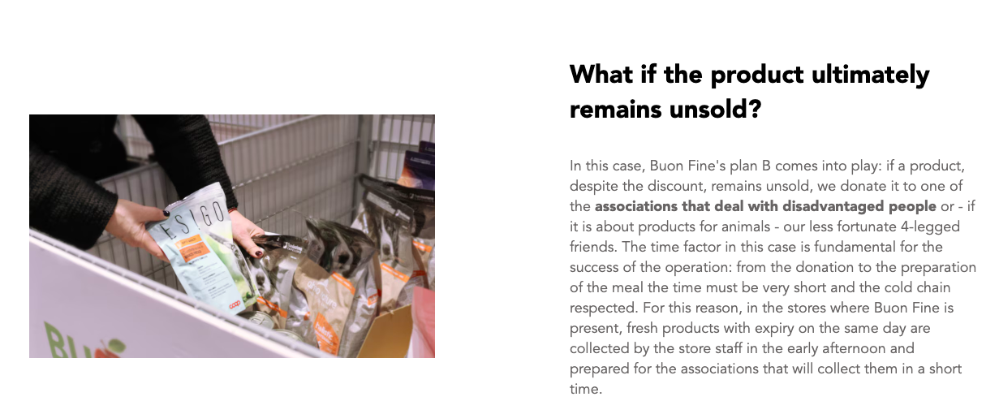 What if the product ultimately
remains unsold?
In this case, Buon Fine's plan B comes into play: if a product,
despite the discount, remains unsold, we donate it to one of
the associations that deal with disadvantaged people or - if
it is about products for animals - our less fortunate 4-legged
friends. The time factor in this case is fundamental for the
success of the operation: from the donation to the preparation
of the meal the time must be very short and the cold chain
respected. For this reason, in the stores where Buon Fine is
present, fresh products with expiry on the same day are
collected by the store staff in the early afternoon and
prepared for the associations that will collect them in a short
time.
ESIGO
BU